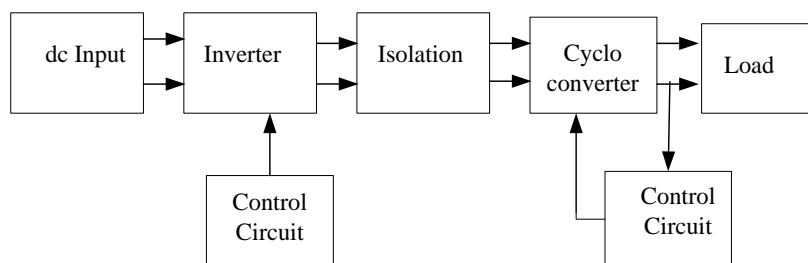 dc Input
Inverter
Isolation
Cyclo
converter
Load
Control
Circuit
Control
Circuit